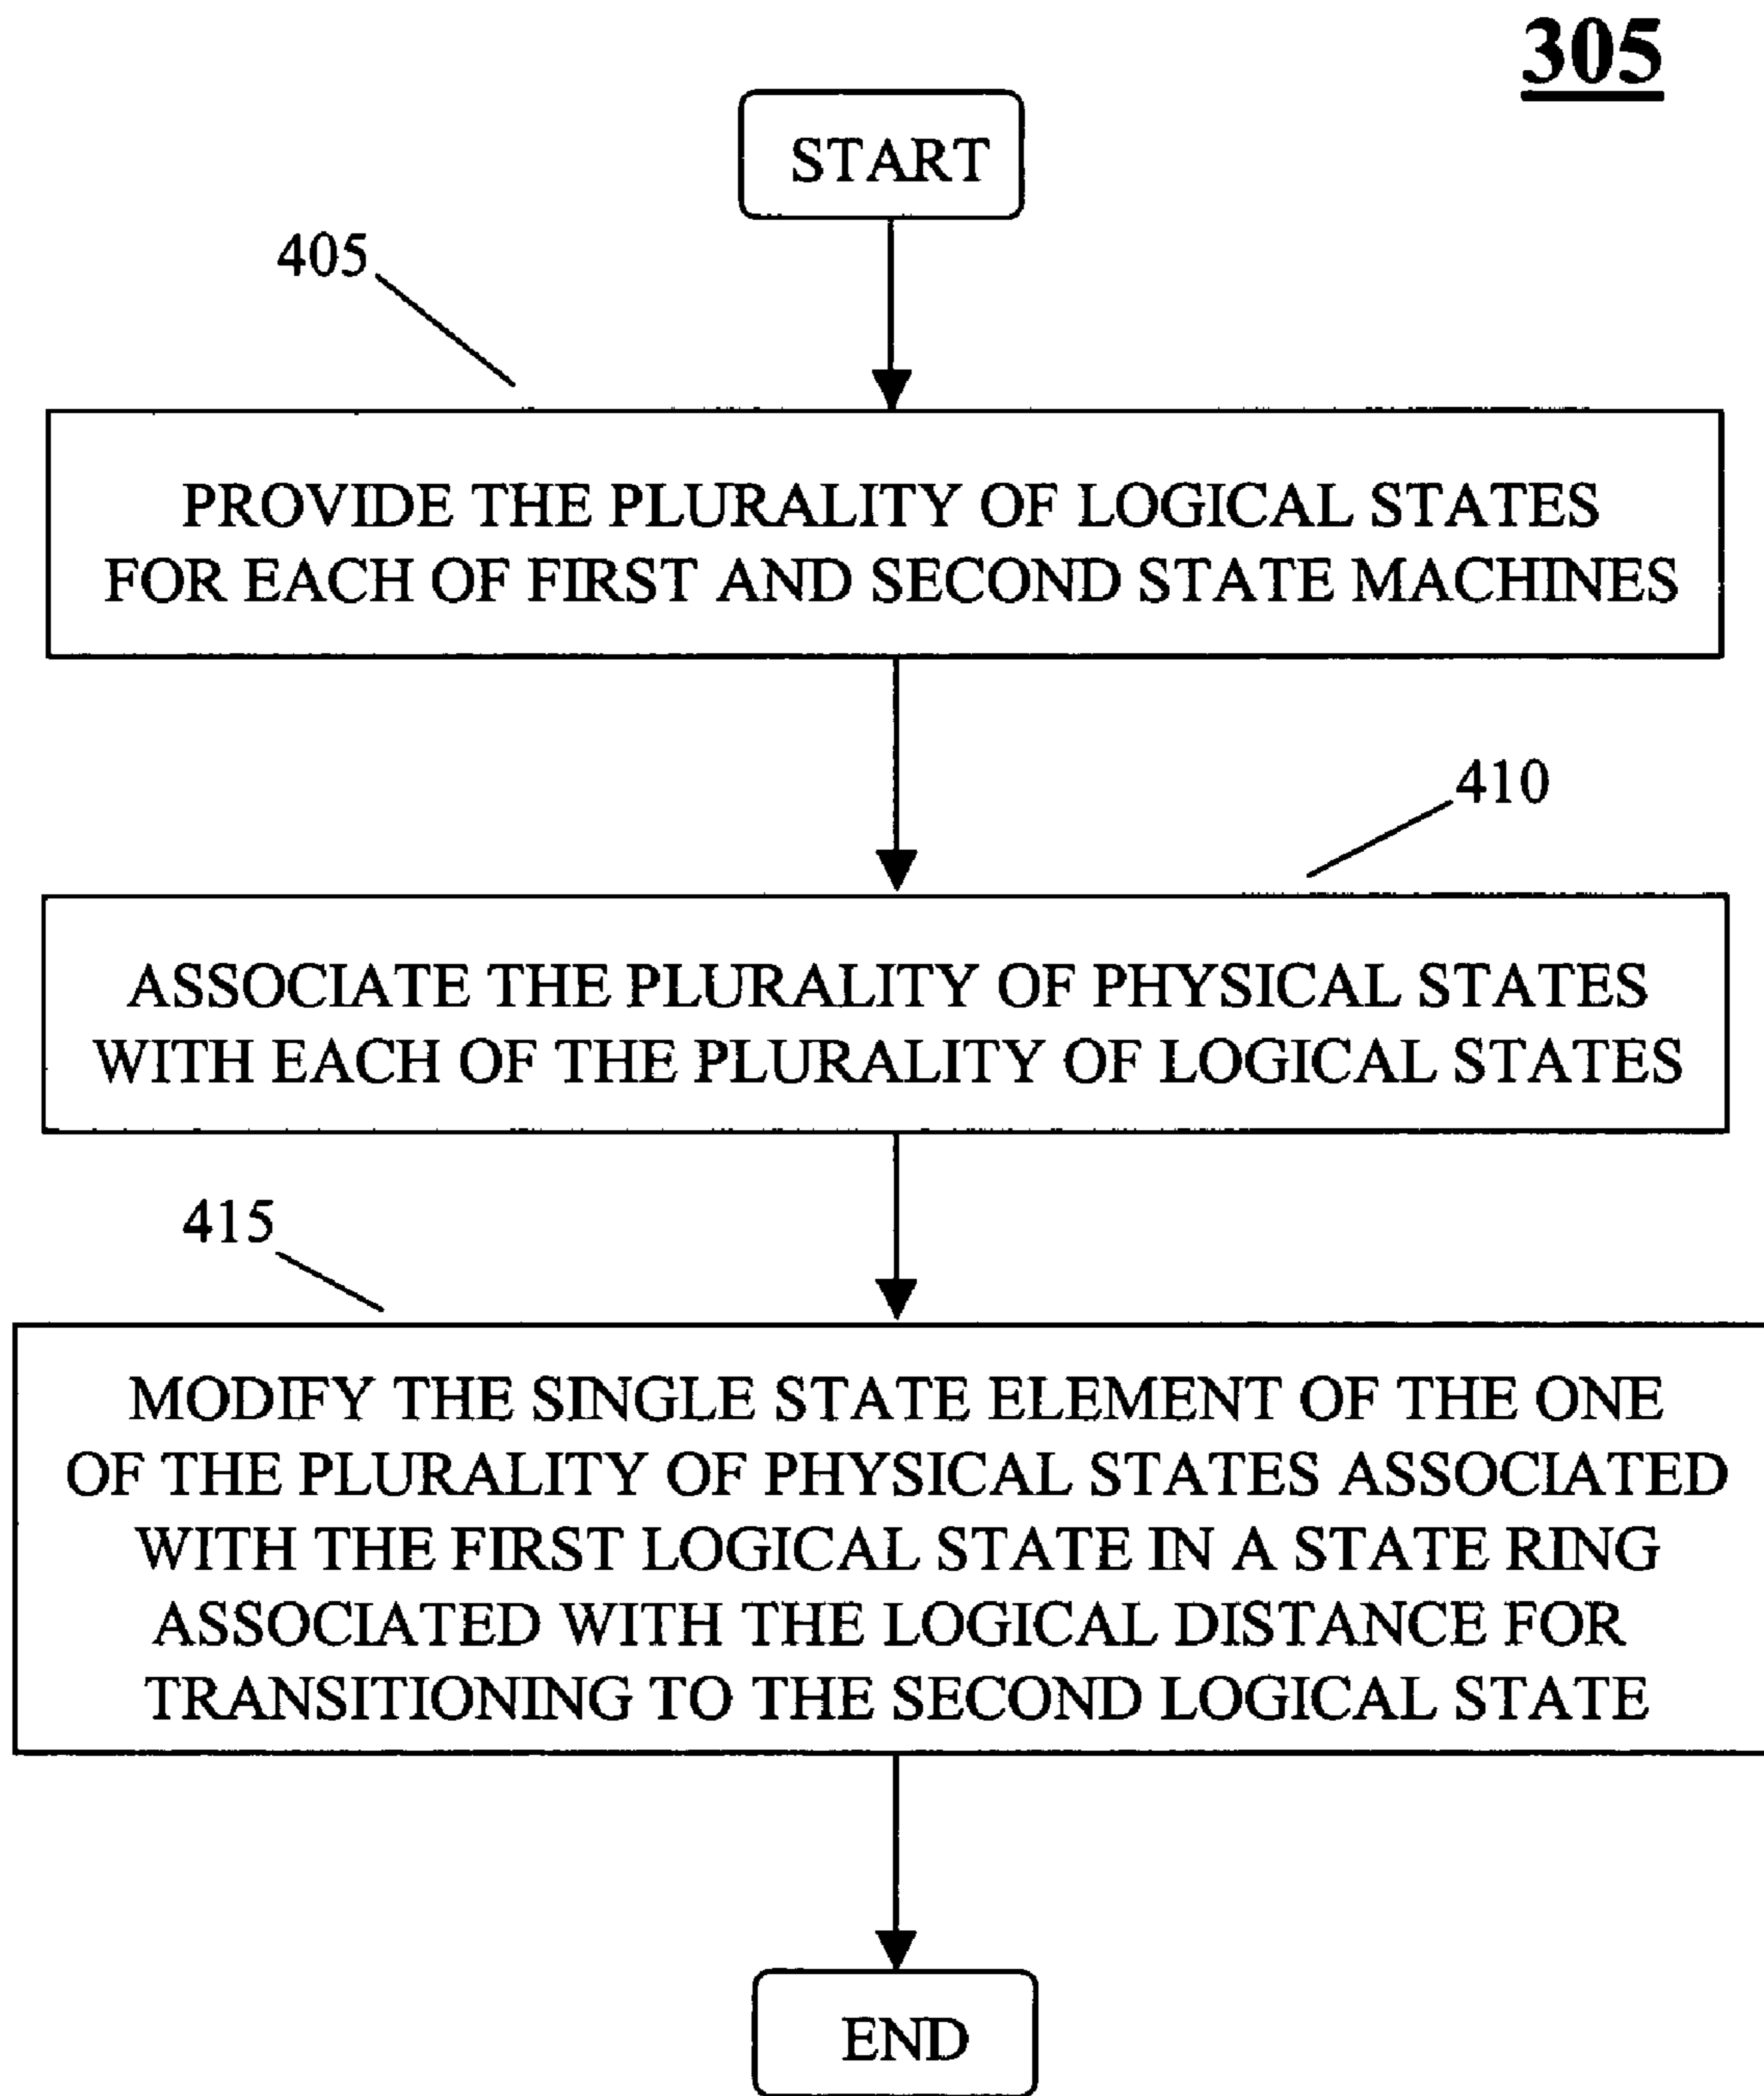 305
START
405
PROVIDE THE PLURALITY OF LOGICAL STATES
FOR EACH OF FIRST AND SECOND STATE MACHINES
410
ASSOCIATE THE PLURALITY OF PHYSICAL STATES
WITH EACH OF THE PLURALITY OF LOGICAL STATES
415
MODIFY THE SINGLE STATE ELEMENT OF THE ONE
OF THE PLURALITY OF PHYSICAL STATES ASSOCIATED
WITH THE FIRST LOGICAL STATE IN A STATE RING
ASSOCIATED WITH THE LOGICAL DISTANCE FOR
TRANSITIONING TO THE SECOND LOGICAL STATE
END